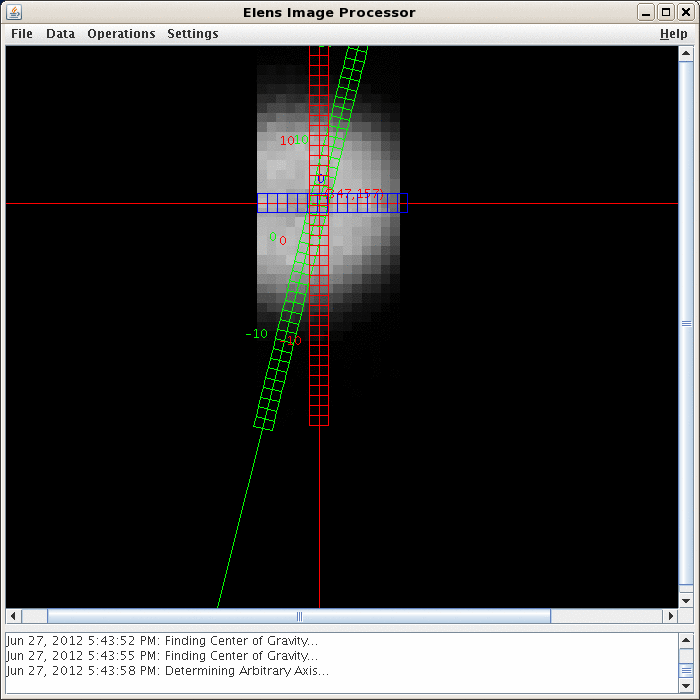 Elens Image Processor
File Data Operations Settings Help
10
0
(347,157)
0 0
-10
10
Jun 27, 2012 5:43:52 PM: Finding Center of Gravity...
Jun 27, 2012 5:43:55 PM: Finding Center of Gravity...
Jun 27, 2012 5:43:58 PM: Determining Arbitrary Axis...